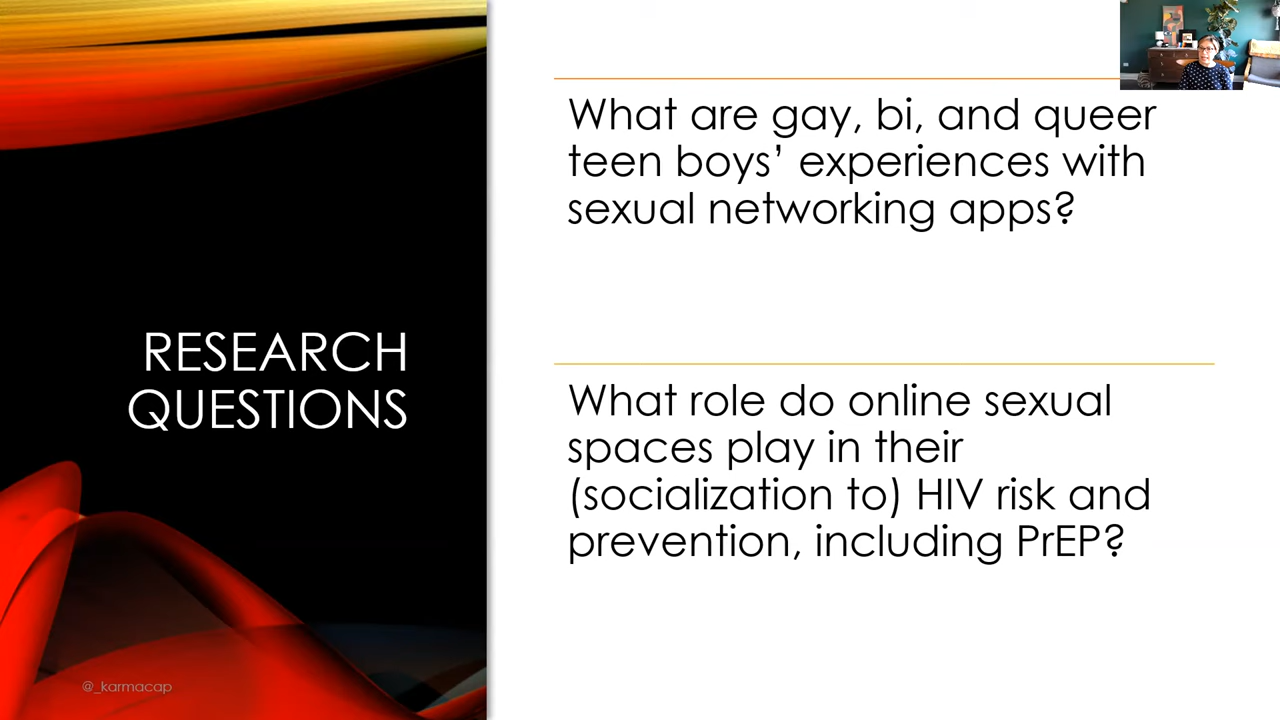 RESEARCH
QUESTIONS
@_karmacap
What are gay, bi, and queer
teen boys’ experiences with
sexual networking apps?
What role do online sexual
spaces play in their
(socialization to) HIV risk and
prevention, including PrEP?